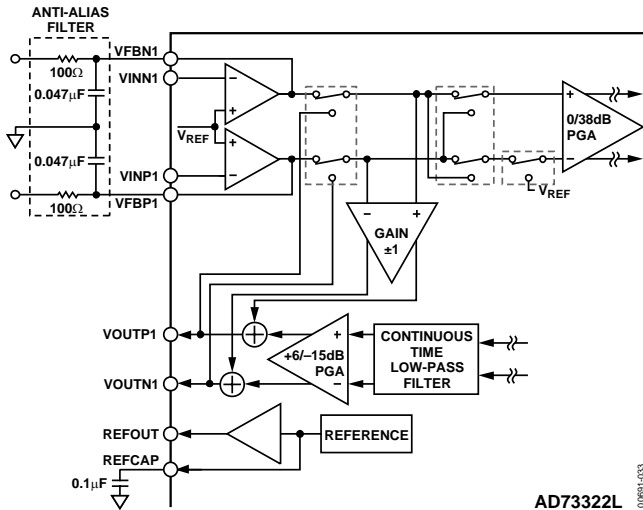 ANTI-ALIAS
FILTER
VFBN1
100Ω
VINN1
0.047µF
VREF
0.047µF
VINP1
100Ω
VFBP1
–
+
+
–
+
0/38dB
PGA
–
VREF
–
+
GAIN
±1
VOUTP1
+
+6/–15dB
PGA
–
CONTINUOUS
TIME
LOW-PASS
FILTER
VOUTN1
REFOUT
REFERENCE
REFCAP
0.1µF
AD73322L
00691-033